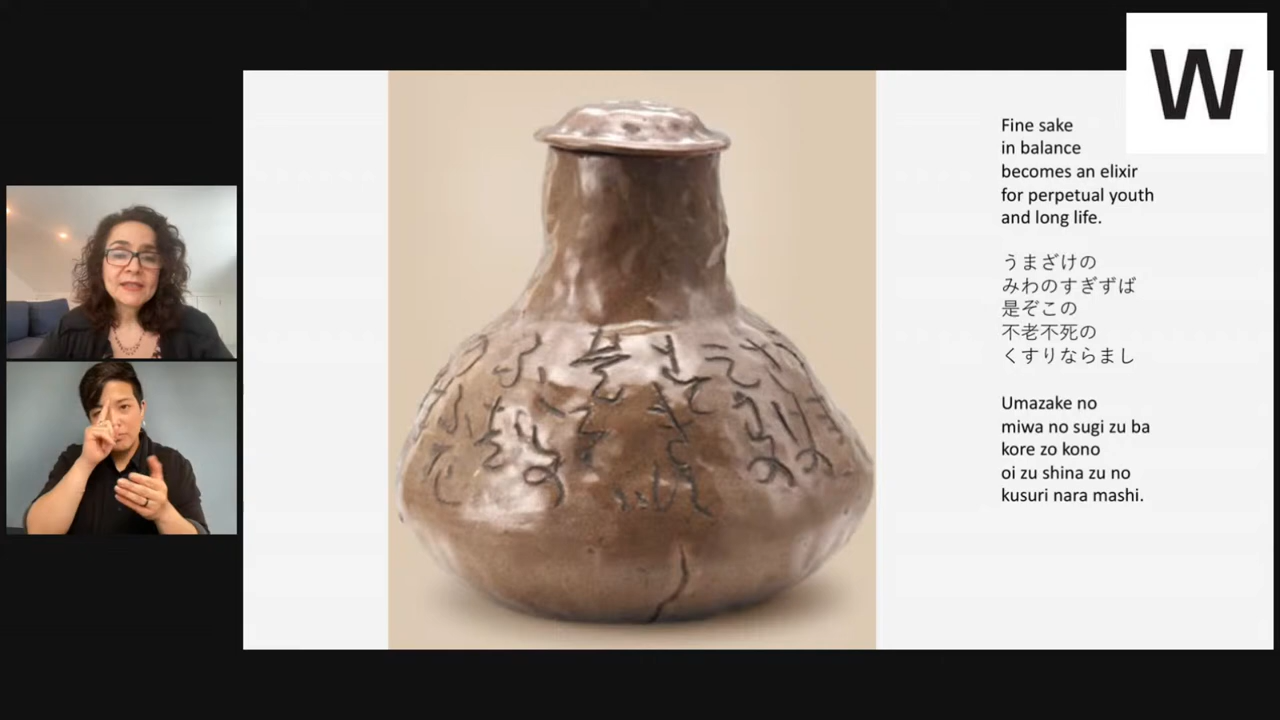 W
Fine sake
in balance
becomes an elixir
for perpetual youth
and long life.
うまざけの
みわのすぎずば
是ぞこの
不老不死の
くすりならまし
Umazake no
miwa no sugi zu ba
kore zo kono
oi zu shina zu no
kusuri nara mashi.